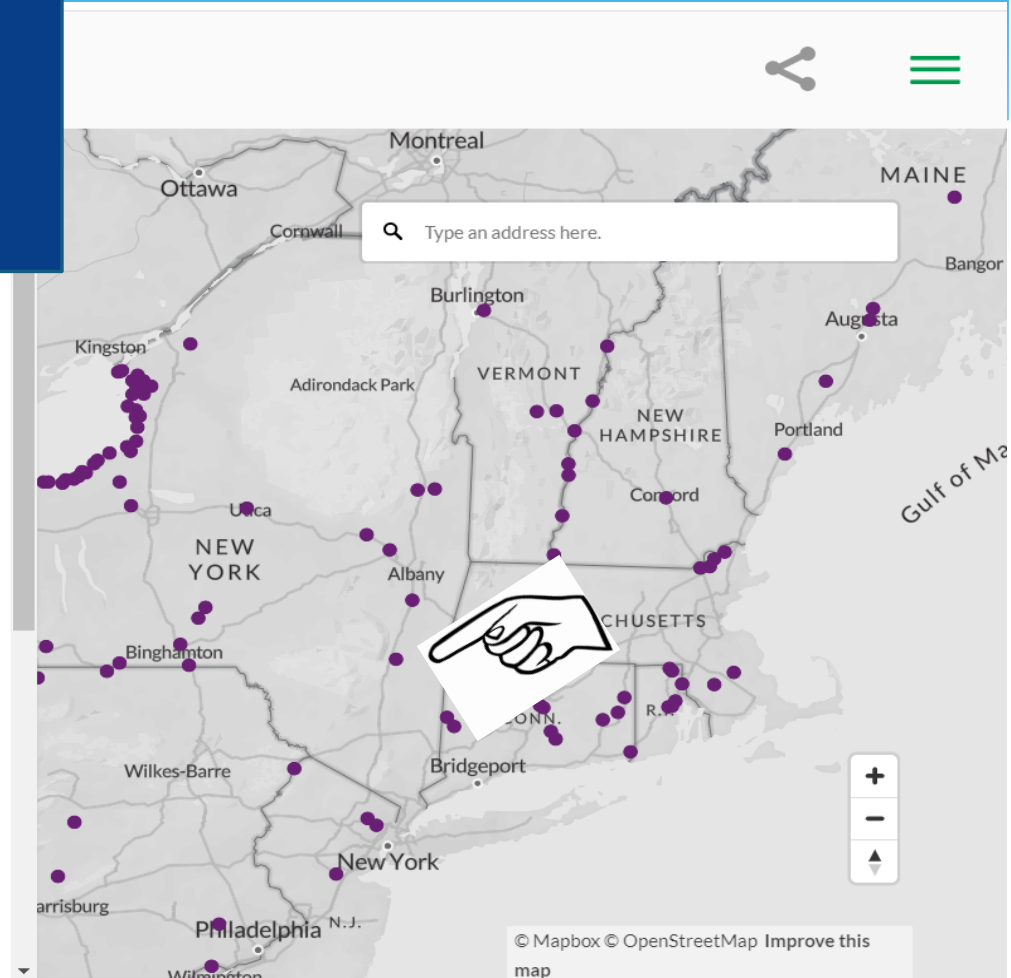 Montreal
MAINE
Ottawa
Cornwall
Type an address here.
Bangor
Burlington
Augusta
Kingston
VERMONT
Adirondack Park
NEW
HAMPSHIRE
Portland
Gulf of Ma
Concord
Utica
NEW
YORK
Albany
CHUSETTS
Binghamton
CONN.
R.I.
Bridgeport
Wilkes-Barre
New York
arrisburg
N.J.
Philadelphia
© Mapbox © OpenStreetMap Improve this
map
Wilmington